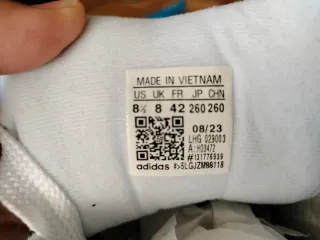 MADE IN VIETNAM
US UK FR JP CHN
8½ 8 42 260 260
08/23
LHG 029003
A: H03472
#131776939
adidas